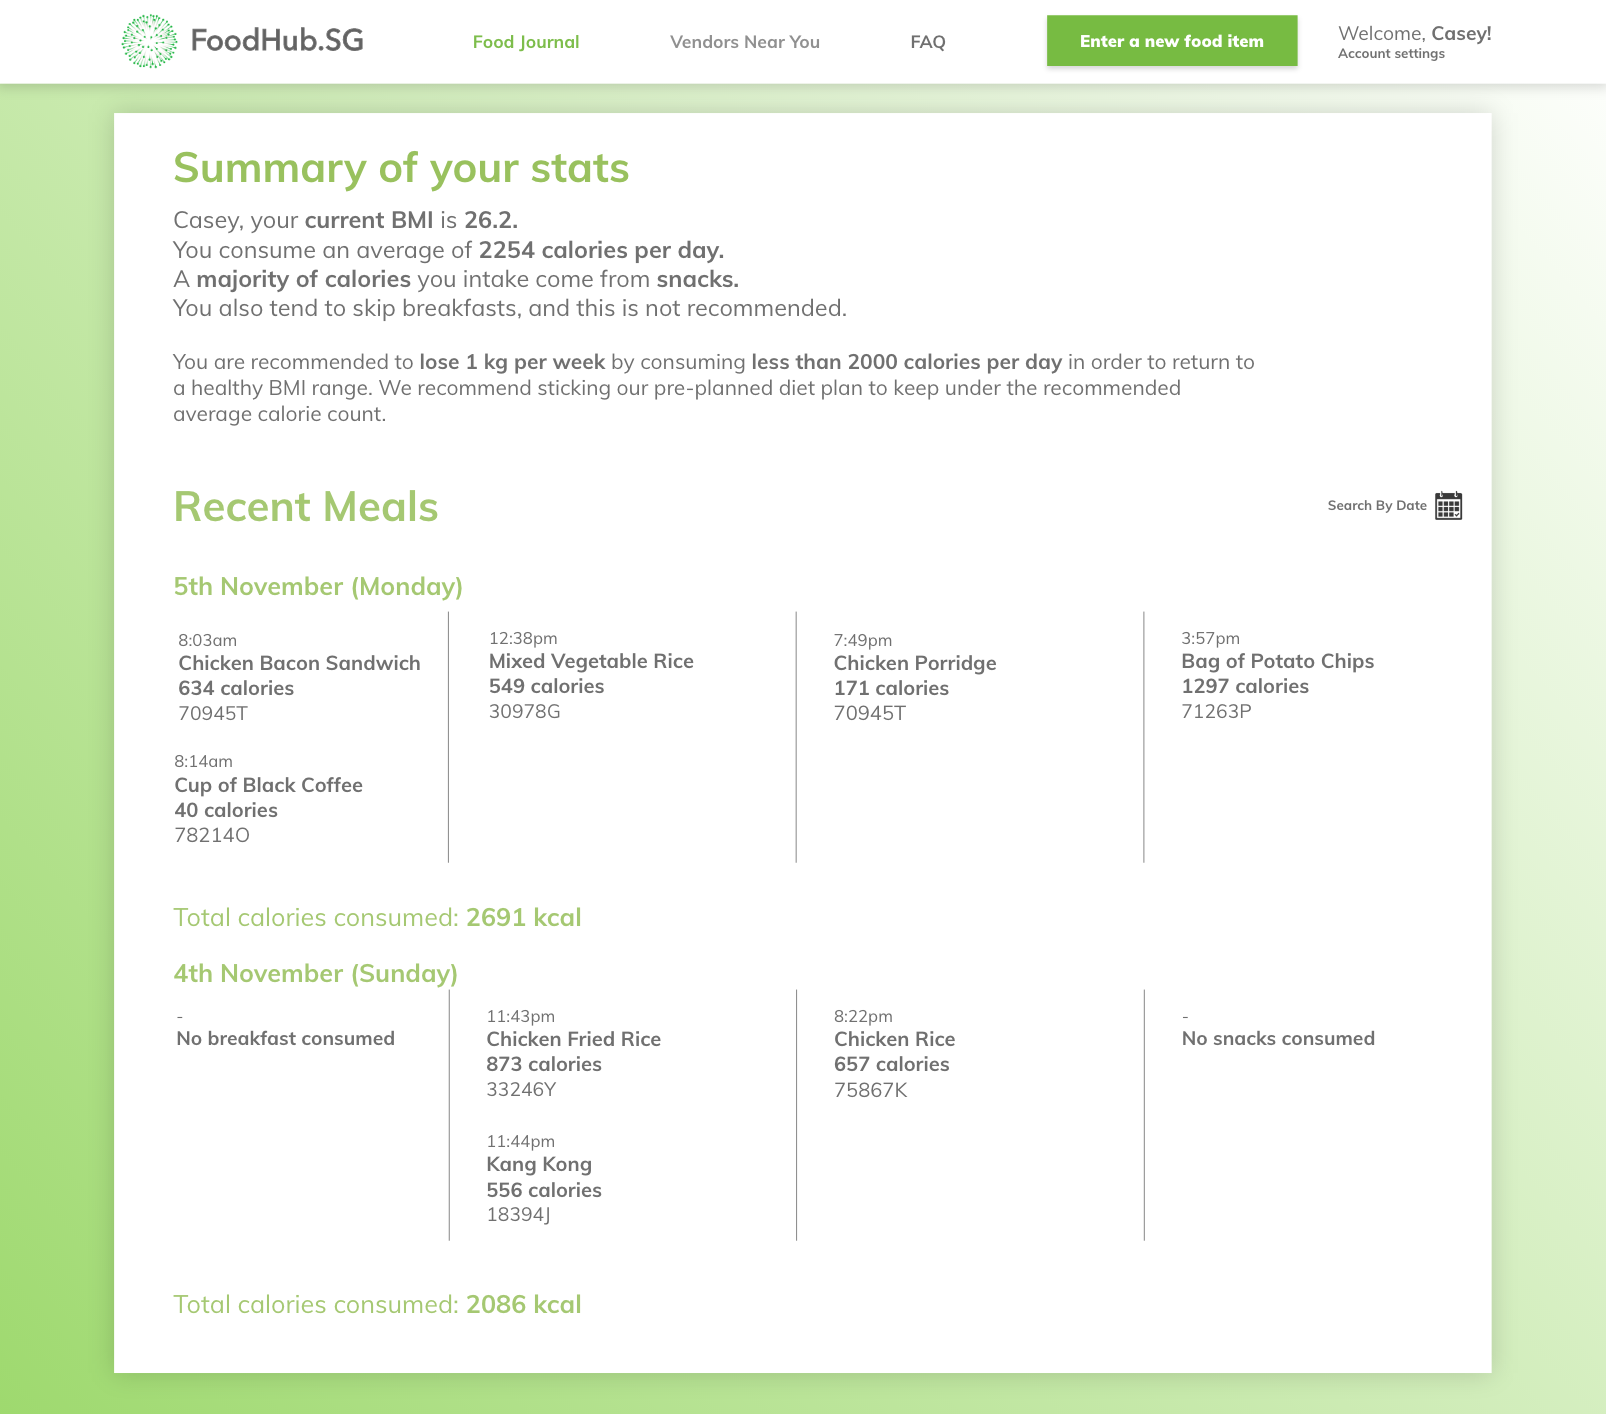 FoodHub.SG
Food Journal
Vendors Near You
FAQ
Enter a new food item
Welcome, Casey!
Account settings
Summary of your stats
Casey, your current BMI is 26.2.
You consume an average of 2254 calories per day.
A majority of calories you intake come from snacks.
You also tend to skip breakfasts, and this is not recommended.
You are recommended to lose 1 kg per week by consuming less than 2000 calories per day in order to return to
a healthy BMI range. We recommend sticking our pre-planned diet plan to keep under the recommended
average calorie count.
Recent Meals
Search By Date
5th November (Monday)
8:03am
Chicken Bacon Sandwich
634 calories
70945T
8:14am
Cup of Black Coffee
40 calories
78214O
12:38pm
Mixed Vegetable Rice
549 calories
30978G
7:49pm
Chicken Porridge
171 calories
70945T
3:57pm
Bag of Potato Chips
1297 calories
71263P
Total calories consumed: 2691 kcal
4th November (Sunday)
-
No breakfast consumed
11:43pm
Chicken Fried Rice
873 calories
33246Y
11:44pm
Kang Kong
556 calories
18394J
8:22pm
Chicken Rice
657 calories
75867K
-
No snacks consumed
Total calories consumed: 2086 kcal